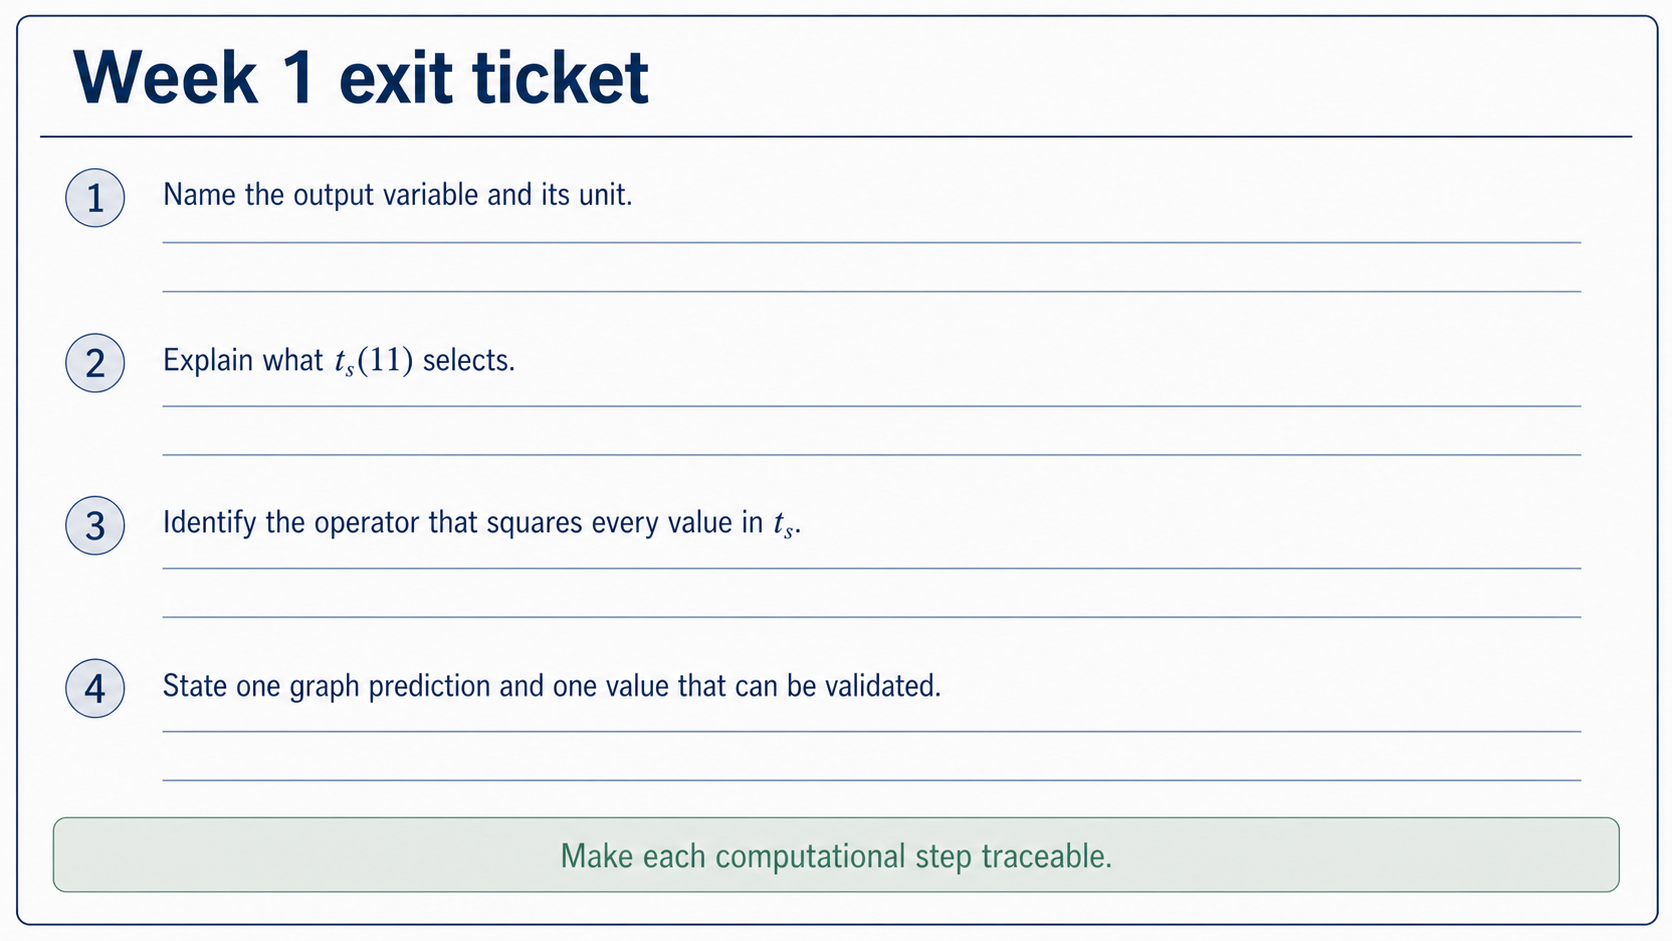 Week 1 exit ticket
1 Name the output variable and its unit.
2 Explain what tₛ(11) selects.
3 Identify the operator that squares every value in tₛ.
4 State one graph prediction and one value that can be validated.
Make each computational step traceable.